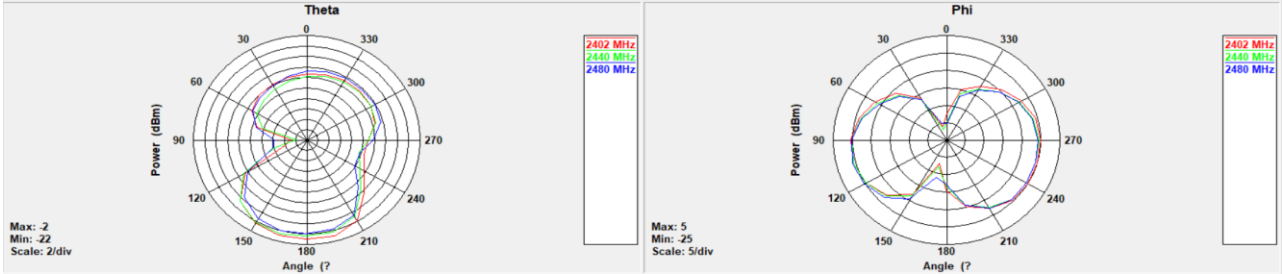 Theta
0
30
330
60
300
90
270
120
240
150
210
180
Power (dBm)
Angle (?
Max: -2
Min: -22
Scale: 2/div
2402 MHz
2440 MHz
2480 MHz
Phi
0
30
330
60
300
90
270
120
240
150
210
180
Power (dBm)
Angle (?
Max: 5
Min: -25
Scale: 5/div
2402 MHz
2440 MHz
2480 MHz